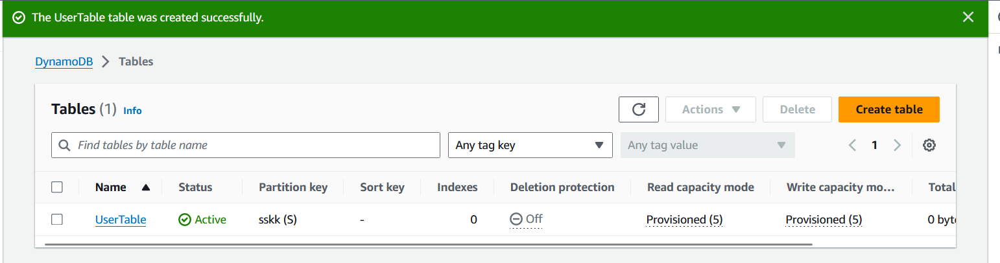 The UserTable table was created successfully.
DynamoDB > Tables
Tables (1) Info Actions Delete Create table
Find tables by table name Any tag key Any tag value 1
Name Status Partition key Sort key Indexes Deletion protection Read capacity mode Write capacity mo... Total
UserTable Active sskk (S) - 0 Off Provisioned (5) Provisioned (5) 0 byt